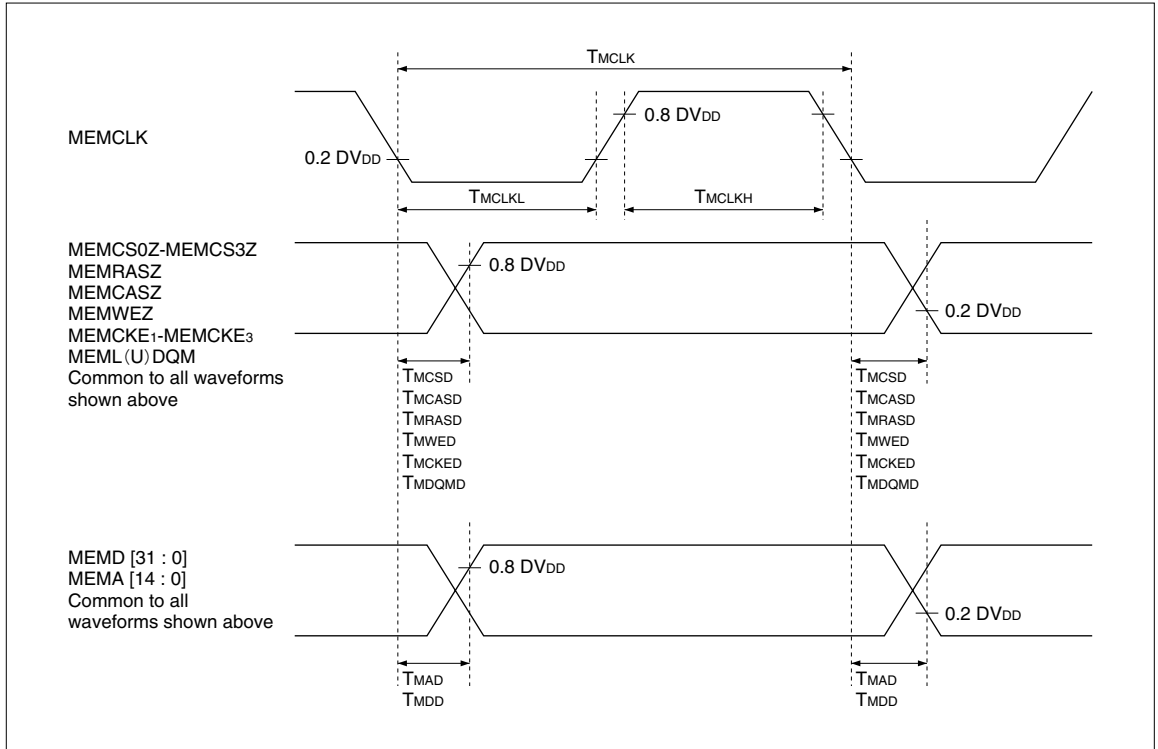 TMCLK
MEMCLK
0.8 DVDD
0.2 DVDD
TMCLKL
TMCLKH
MEMCS0Z-MEMCS3Z
MEMRASZ
MEMCASZ
MEMWEZ
MEMCKE1-MEMCKE3
MEML(U)DQM
Common to all waveforms
shown above
0.8 DVDD
0.2 DVDD
TMCSD
TMCASD
TMRASD
TMWED
TMCKED
TMDQMD
TMCSD
TMCASD
TMRASD
TMWED
TMCKED
TMDQMD
MEMD [31 : 0]
MEMA [14 : 0]
Common to all
waveforms shown above
0.8 DVDD
0.2 DVDD
TMAD
TMDD
TMAD
TMDD